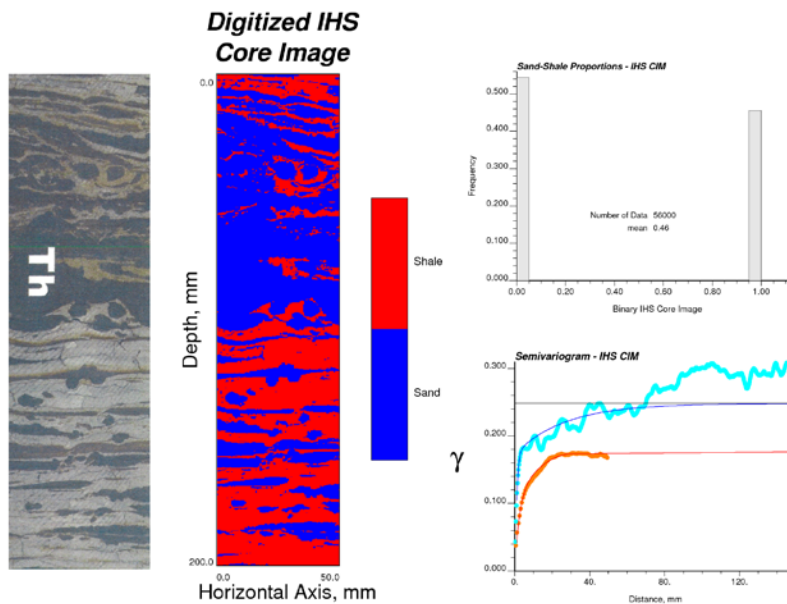 Digitized IHS
Core Image
Th
0.0
Depth, mm
200.0
0.0
50.0
Horizontal Axis, mm
Shale
Sand
Sand-Shale Proportions - IHS CIM
Frequency
0.500
0.400
0.300
0.200
0.100
0.000
Number of Data 56000
mean 0.46
0.00 0.20 0.40 0.60 0.80 1.00
Binary IHS Core Image
Semivariogram - IHS CIM
γ
0.300
0.200
0.100
0.000
0. 40. 80. 120.
Distance, mm